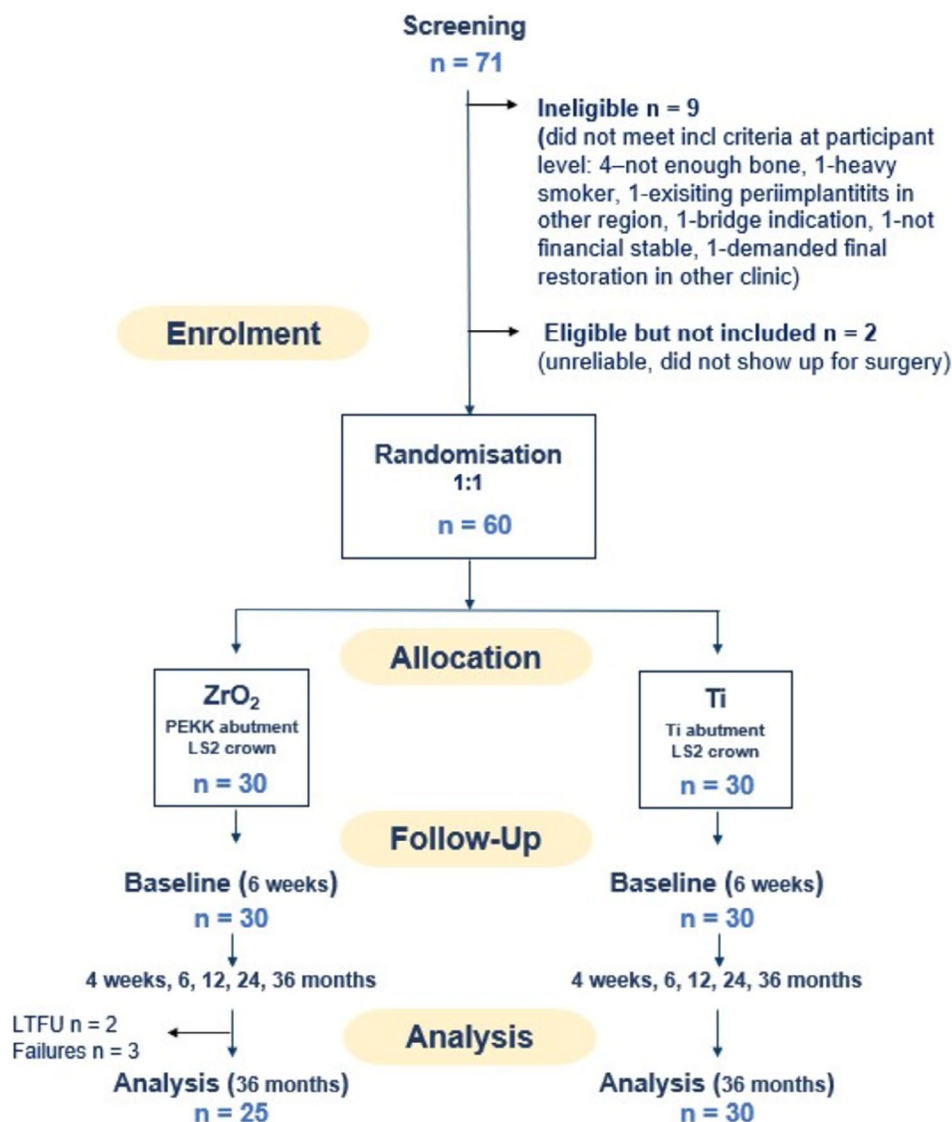 Screening
n = 71
Ineligible n = 9
(did not meet incl criteria at participant
level: 4–not enough bone, 1-heavy
smoker, 1-exisiting periimplantitits in
other region, 1-bridge indication, 1-not
financial stable, 1-demanded final
restoration in other clinic)
Enrolment
Eligible but not included n = 2
(unreliable, did not show up for surgery)
Randomisation
1:1
n = 60
Allocation
ZrO₂
PEKK abutment
LS2 crown
n = 30
Ti
Ti abutment
LS2 crown
n = 30
Follow-Up
Baseline (6 weeks)
n = 30
Baseline (6 weeks)
n = 30
4 weeks, 6, 12, 24, 36 months
4 weeks, 6, 12, 24, 36 months
LTFU n = 2
Failures n = 3
Analysis
Analysis (36 months)
n = 25
Analysis (36 months)
n = 30